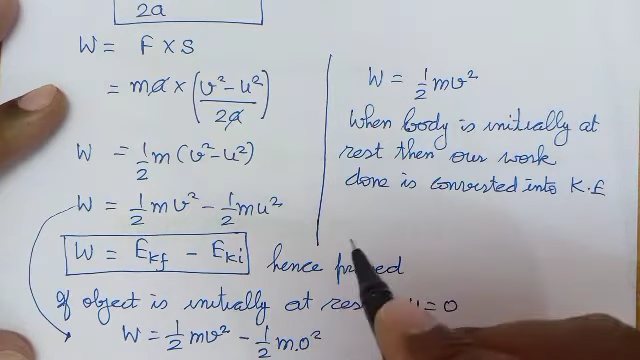 2a
W = F × S
= ma × (v² - u² / 2a)
W = 1/2 m (v² - u²)
W = 1/2 mv² - 1/2 mu²
W = Ekf - Eki
hence proved
If object is initially at rest u = 0
W = 1/2 mv² - 1/2 m.0²
W = 1/2 mv²
When body is initially at
rest then our work
done is converted into K.E